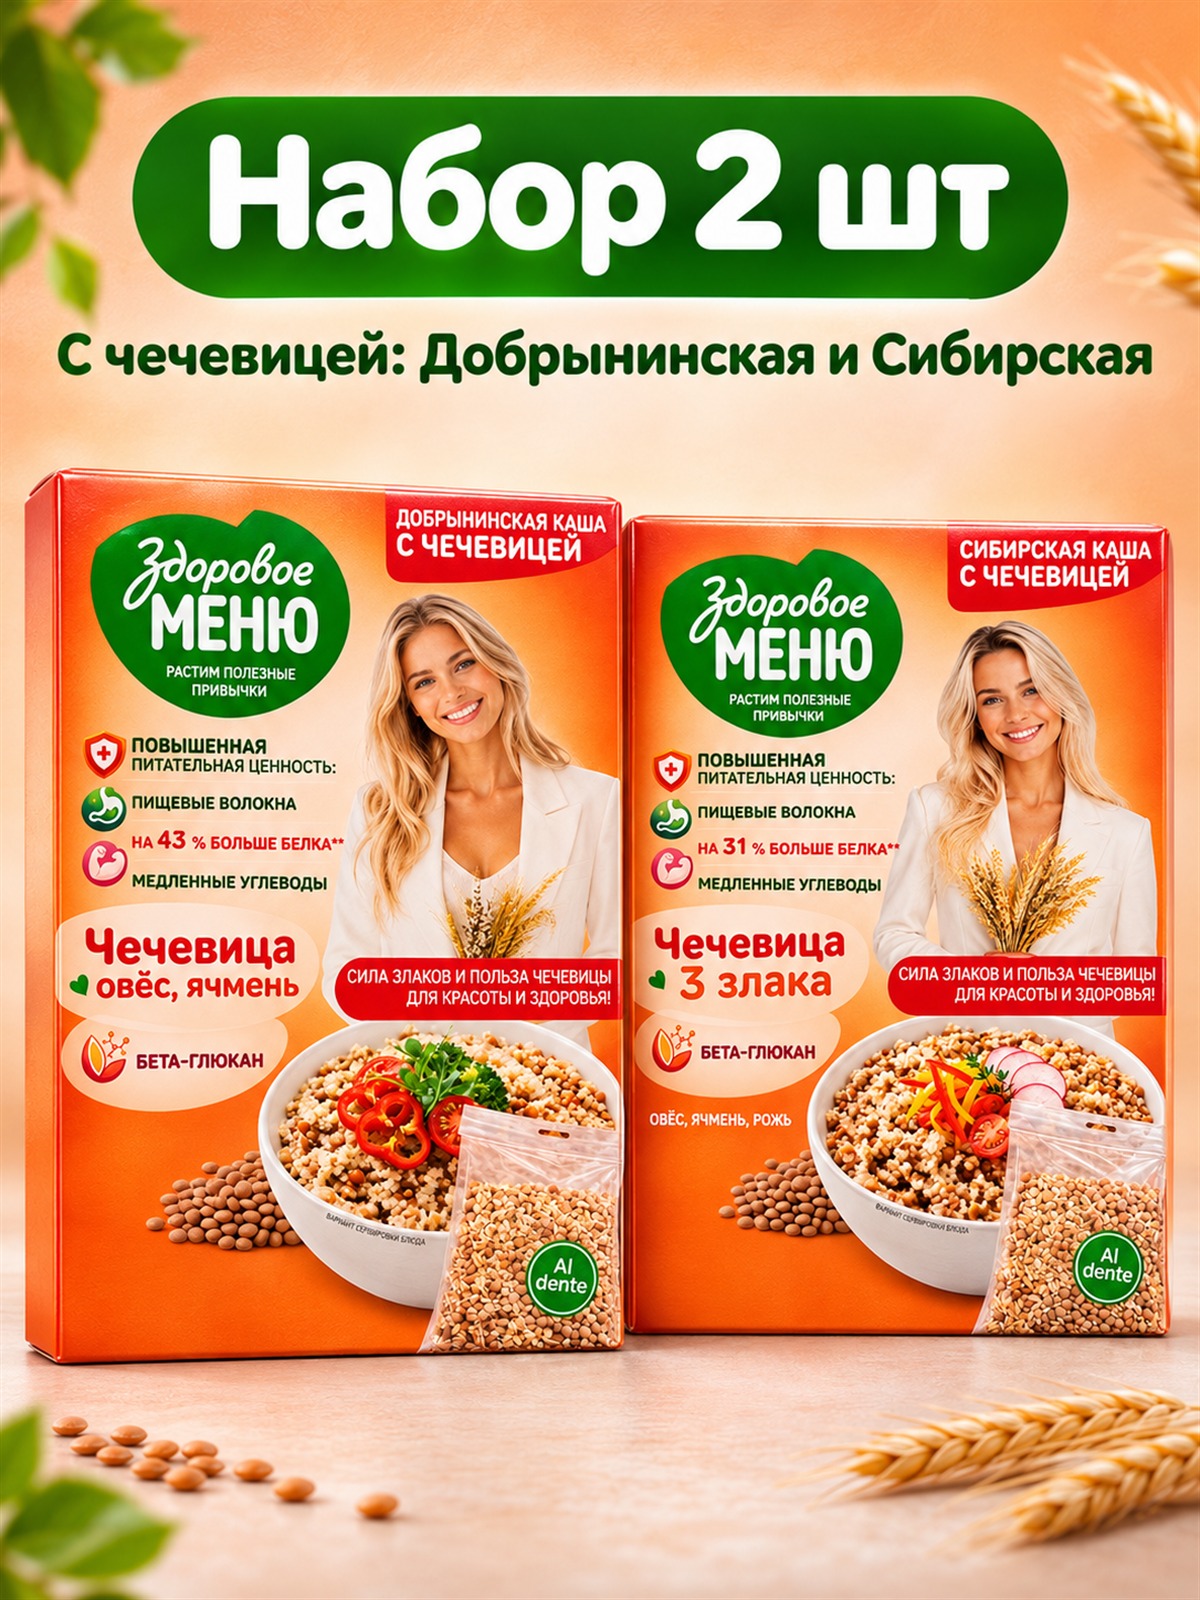 Набор 2 шт
С чечевицей: Добрынинская и Сибирская
ДОБРЫНИНСКАЯ КАША
С ЧЕЧЕВИЦЕЙ
Здоровое
МЕНЮ
РАСТИМ ПОЛЕЗНЫЕ
ПРИВЫЧКИ
ПОВЫШЕННАЯ
ПИТАТЕЛЬНАЯ ЦЕННОСТЬ:
ПИЩЕВЫЕ ВОЛОКНА
НА 43 % БОЛЬШЕ БЕЛКА**
МЕДЛЕННЫЕ УГЛЕВОДЫ
Чечевица
овёс, ячмень
СИЛА ЗЛАКОВ И ПОЛЬЗА ЧЕЧЕВИЦЫ
ДЛЯ КРАСОТЫ И ЗДОРОВЬЯ!
БЕТА-ГЛЮКАН
ВАРИАНТ СЕРВИРОВКИ БЛЮДА
Al
dente
СИБИРСКАЯ КАША
С ЧЕЧЕВИЦЕЙ
Здоровое
МЕНЮ
РАСТИМ ПОЛЕЗНЫЕ
ПРИВЫЧКИ
ПОВЫШЕННАЯ
ПИТАТЕЛЬНАЯ ЦЕННОСТЬ:
ПИЩЕВЫЕ ВОЛОКНА
НА 31 % БОЛЬШЕ БЕЛКА**
МЕДЛЕННЫЕ УГЛЕВОДЫ
Чечевица
3 злака
СИЛА ЗЛАКОВ И ПОЛЬЗА ЧЕЧЕВИЦЫ
ДЛЯ КРАСОТЫ И ЗДОРОВЬЯ!
БЕТА-ГЛЮКАН
ОВЁС, ЯЧМЕНЬ, РОЖЬ
ВАРИАНТ СЕРВИРОВКИ БЛЮДА
Al
dente